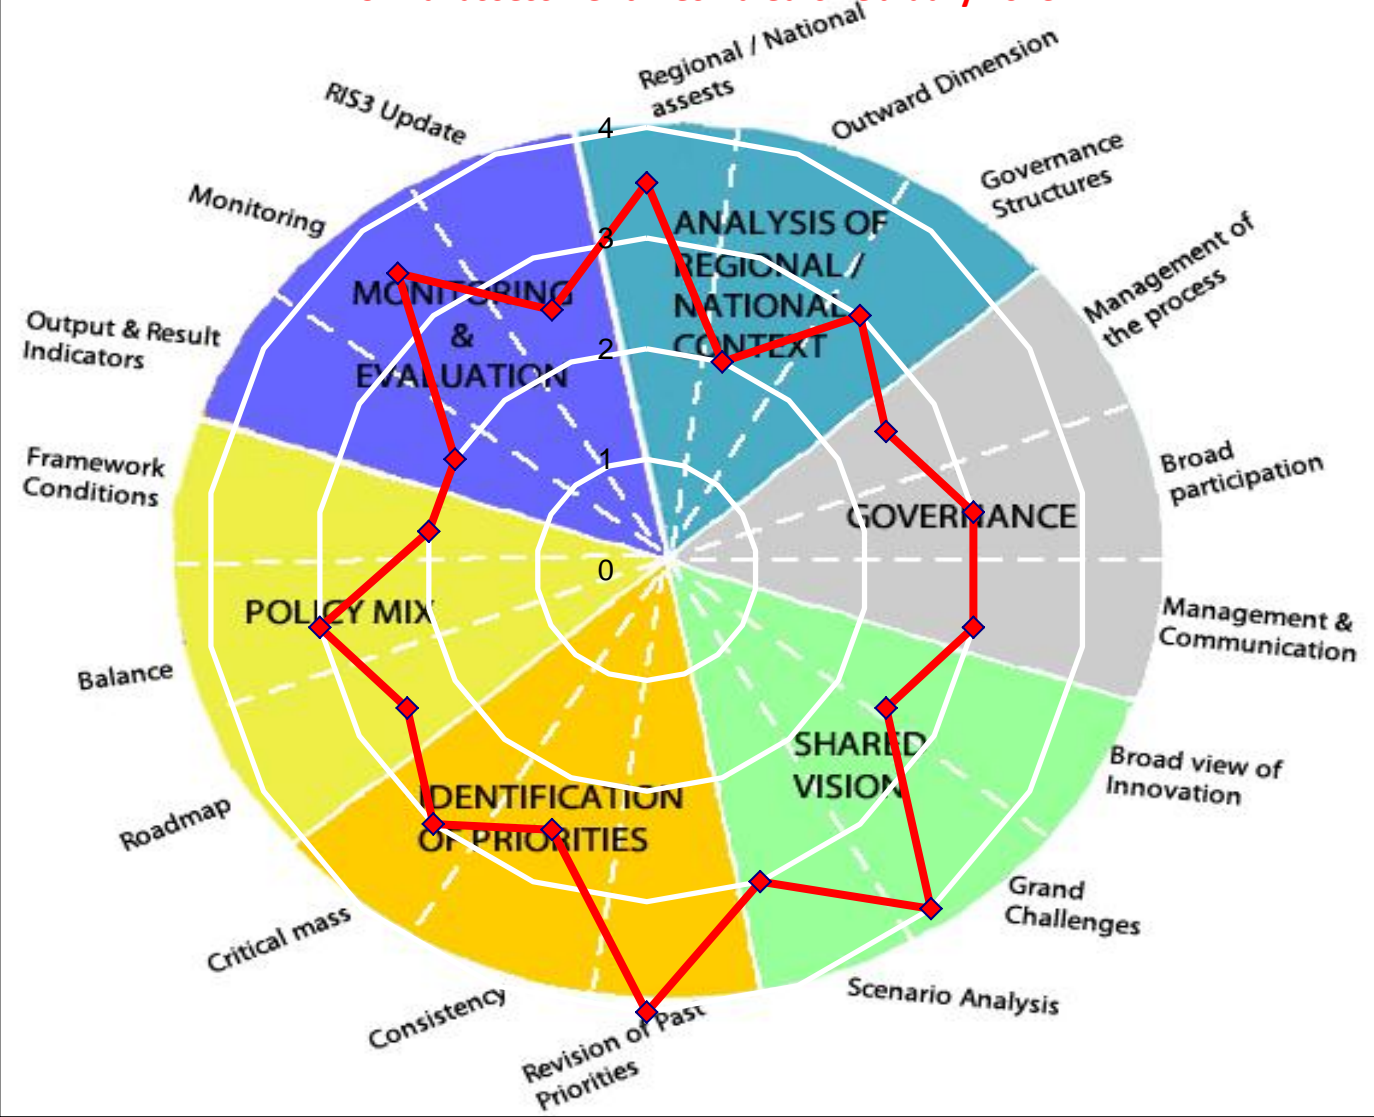 Regional / National
assests
Outward Dimension
Governance
Structures
Management of
the process
Broad
participation
Management &
Communication
Broad view of
Innovation
Grand
Challenges
Scenario Analysis
Revision of Past
Priorities
Consistency
Critical mass
Roadmap
Balance
Framework
Conditions
Output & Result
Indicators
Monitoring
RIS3 Update
4
3
2
1
0
ANALYSIS OF
REGIONAL /
NATIONAL
CONTEXT
GOVERNANCE
SHARED
VISION
IDENTIFICATION
OF PRIORITIES
POLICY MIX
MONITORING
&
EVALUATION